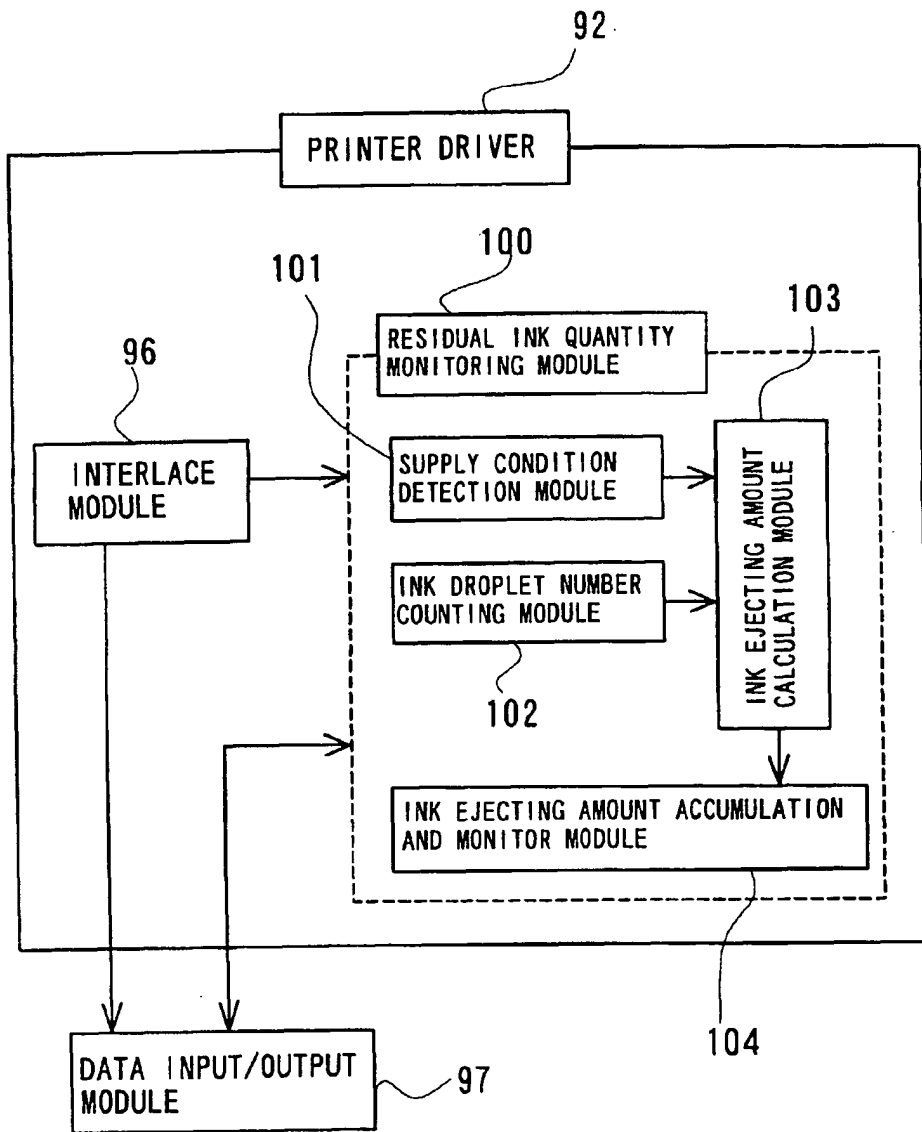 92
PRINTER DRIVER
100
101
RESIDUAL INK QUANTITY
MONITORING MODULE
103
96
INTERLACE
MODULE
SUPPLY CONDITION
DETECTION MODULE
INK DROPLET NUMBER
COUNTING MODULE
102
INK EJECTING AMOUNT
CALCULATION MODULE
INK EJECTING AMOUNT ACCUMULATION
AND MONITOR MODULE
104
DATA INPUT/OUTPUT
MODULE
97